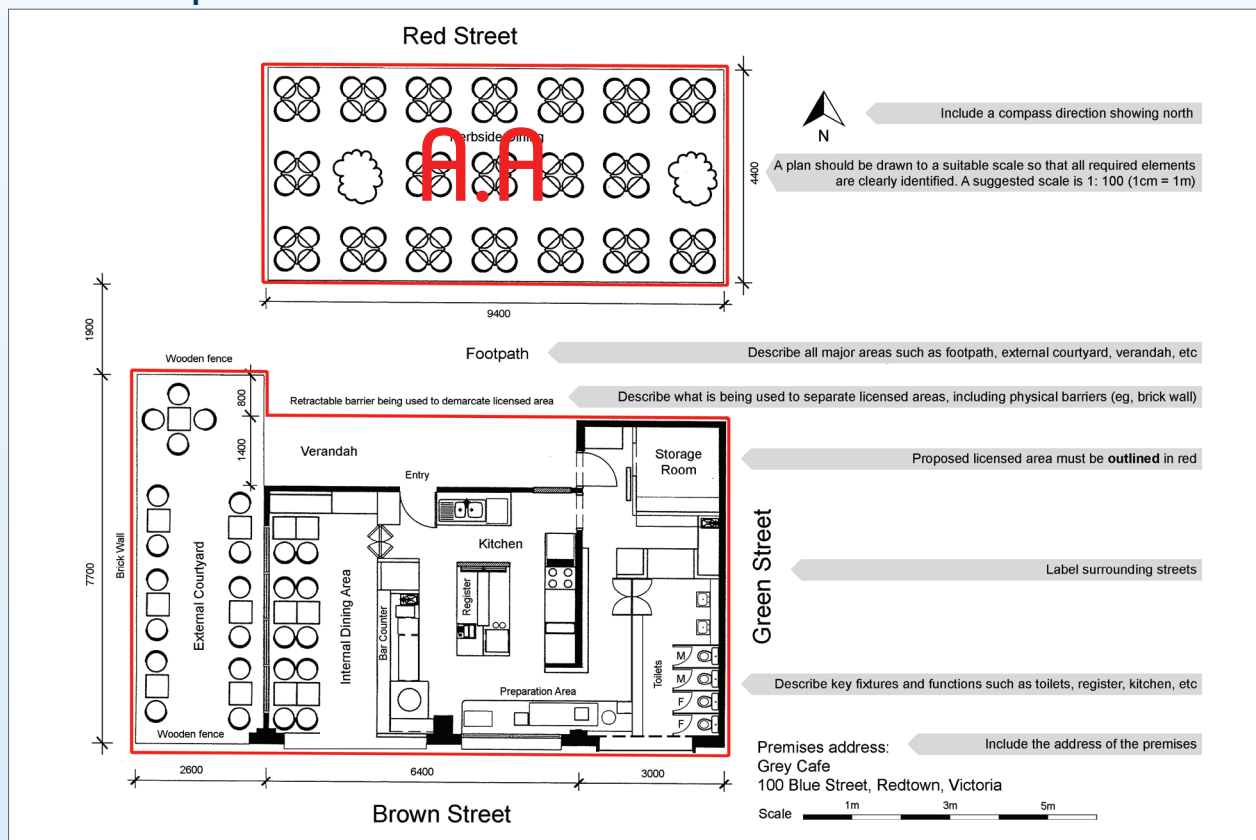 Red Street
Kerbside Dining
A.A
N
Include a compass direction showing north
A plan should be drawn to a suitable scale so that all required elements
are clearly identified. A suggested scale is 1: 100 (1cm = 1m)
4400
9400
1900
Wooden fence
Footpath
Describe all major areas such as footpath, external courtyard, verandah, etc
800
Retractable barrier being used to demarcate licensed area
Describe what is being used to separate licensed areas, including physical barriers (eg, brick wall)
1400
Verandah
Entry
Storage
Room
Proposed licensed area must be outlined in red
Kitchen
7700
Brick Wall
External Courtyard
Internal Dining Area
Bar Counter
Register
Green Street
Label surrounding streets
Toilets
M
M
F
F
Describe key fixtures and functions such as toilets, register, kitchen, etc
Preparation Area
Wooden fence
Premises address:
Include the address of the premises
Grey Cafe
100 Blue Street, Redtown, Victoria
2600
6400
3000
Brown Street
Scale
1m
3m
5m